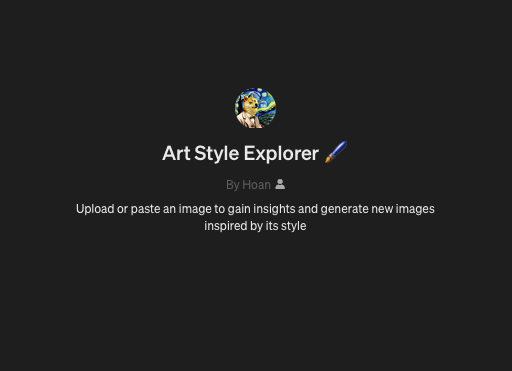 Art Style Explorer 🖌️
By Hoan
Upload or paste an image to gain insights and generate new images
inspired by its style